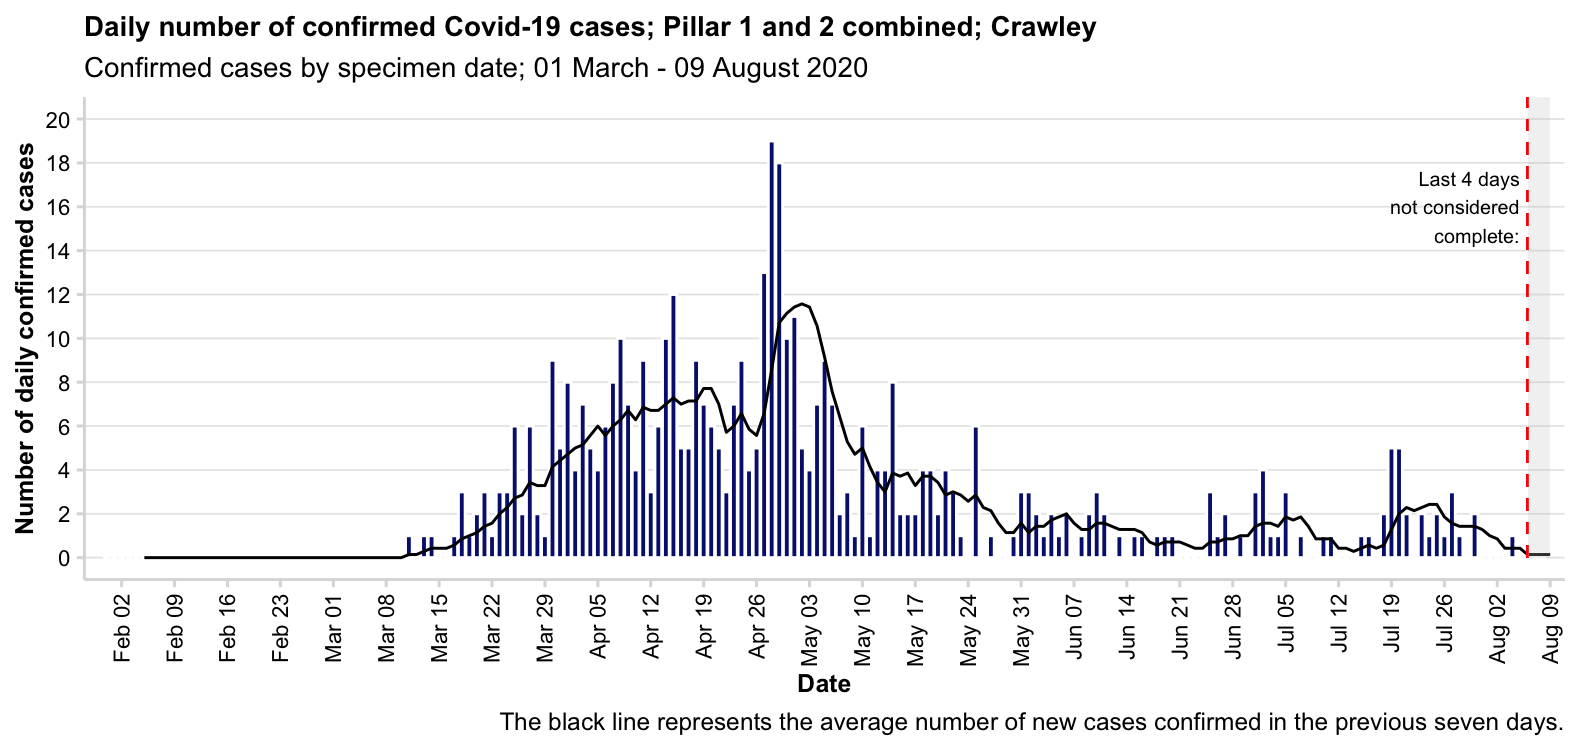 Daily number of confirmed Covid-19 cases; Pillar 1 and 2 combined; Crawley
Confirmed cases by specimen date; 01 March - 09 August 2020
Number of daily confirmed cases
20
18
16
14
12
10
8
6
4
2
0
Last 4 days
not considered
complete:
Feb 02
Feb 09
Feb 16
Feb 23
Mar 01
Mar 08
Mar 15
Mar 22
Mar 29
Apr 05
Apr 12
Apr 19
Apr 26
May 03
May 10
May 17
May 24
May 31
Jun 07
Jun 14
Jun 21
Jun 28
Jul 05
Jul 12
Jul 19
Jul 26
Aug 02
Aug 09
Date
The black line represents the average number of new cases confirmed in the previous seven days.